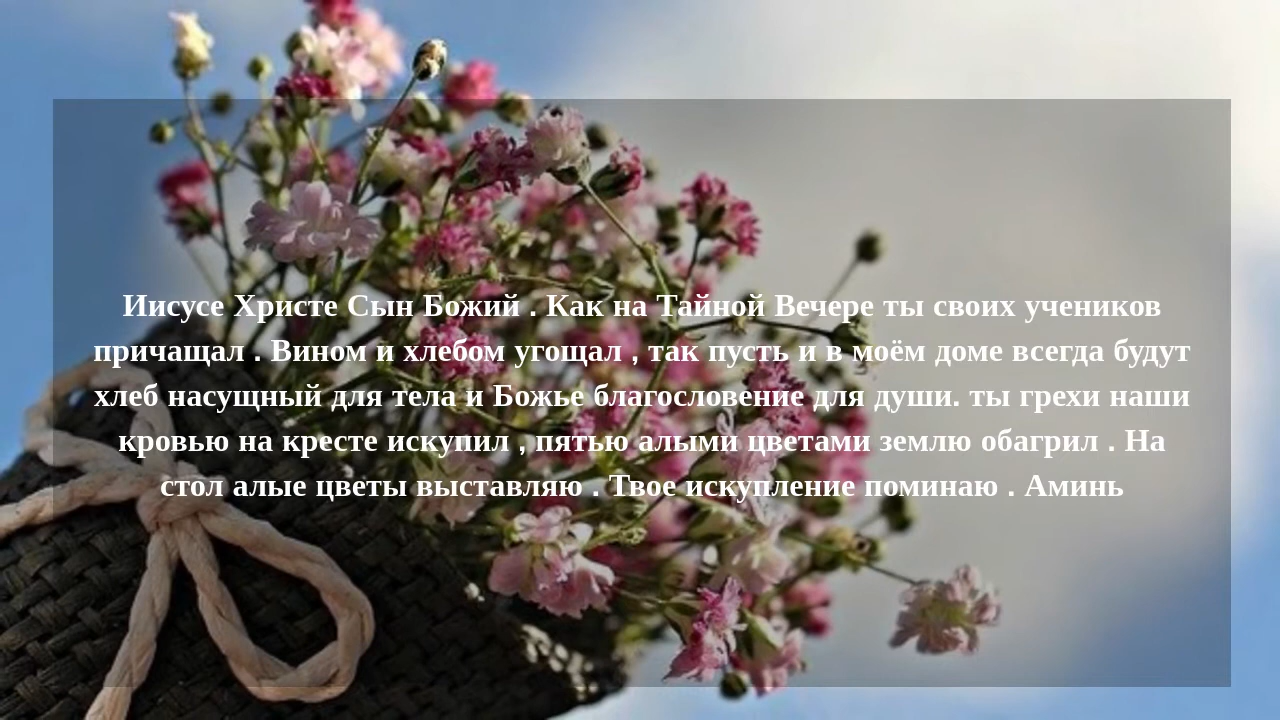 Иисусе Христе Сын Божий . Как на Тайной Вечере ты своих учеников
причащал . Вином и хлебом угощал , так пусть и в моём доме всегда будут
хлеб насущный для тела и Божье благословение для души. ты грехи наши
кровью на кресте искупил , пятью алыми цветами землю обагрил . На
стол алые цветы выставляю . Твое искупление поминаю . Аминь